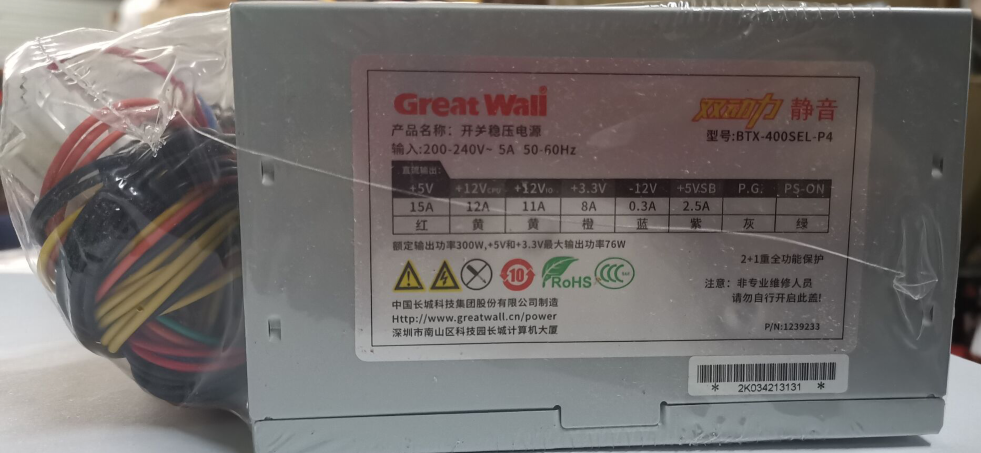 Great Wall
双动力 静音
产品名称：开关稳压电源
型号:BTX-400SEL-P4
输入:200-240V~ 5A 50-60Hz
直流输出:
+5V +12VCPU +12VIO +3.3V -12V +5VSB P.G. PS-ON
15A 12A 11A 8A 0.3A 2.5A
红 黄 黄 橙 蓝 紫 灰 绿
额定输出功率300W,+5V和+3.3V最大输出功率76W
2+1重全功能保护
10 RoHS CCC S&E
注意：非专业维修人员
请勿自行开启此盖!
中国长城科技集团股份有限公司制造
Http://www.greatwall.cn/power
深圳市南山区科技园长城计算机大厦
P/N:1239233
* 2K034213131 *